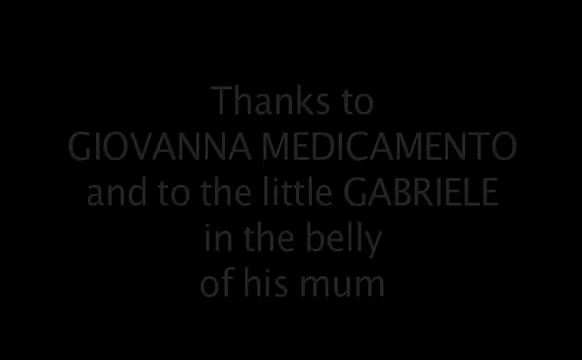 Thanks to
GIOVANNA MEDICAMENTO
and to the little GABRIELE
in the belly
of his mum